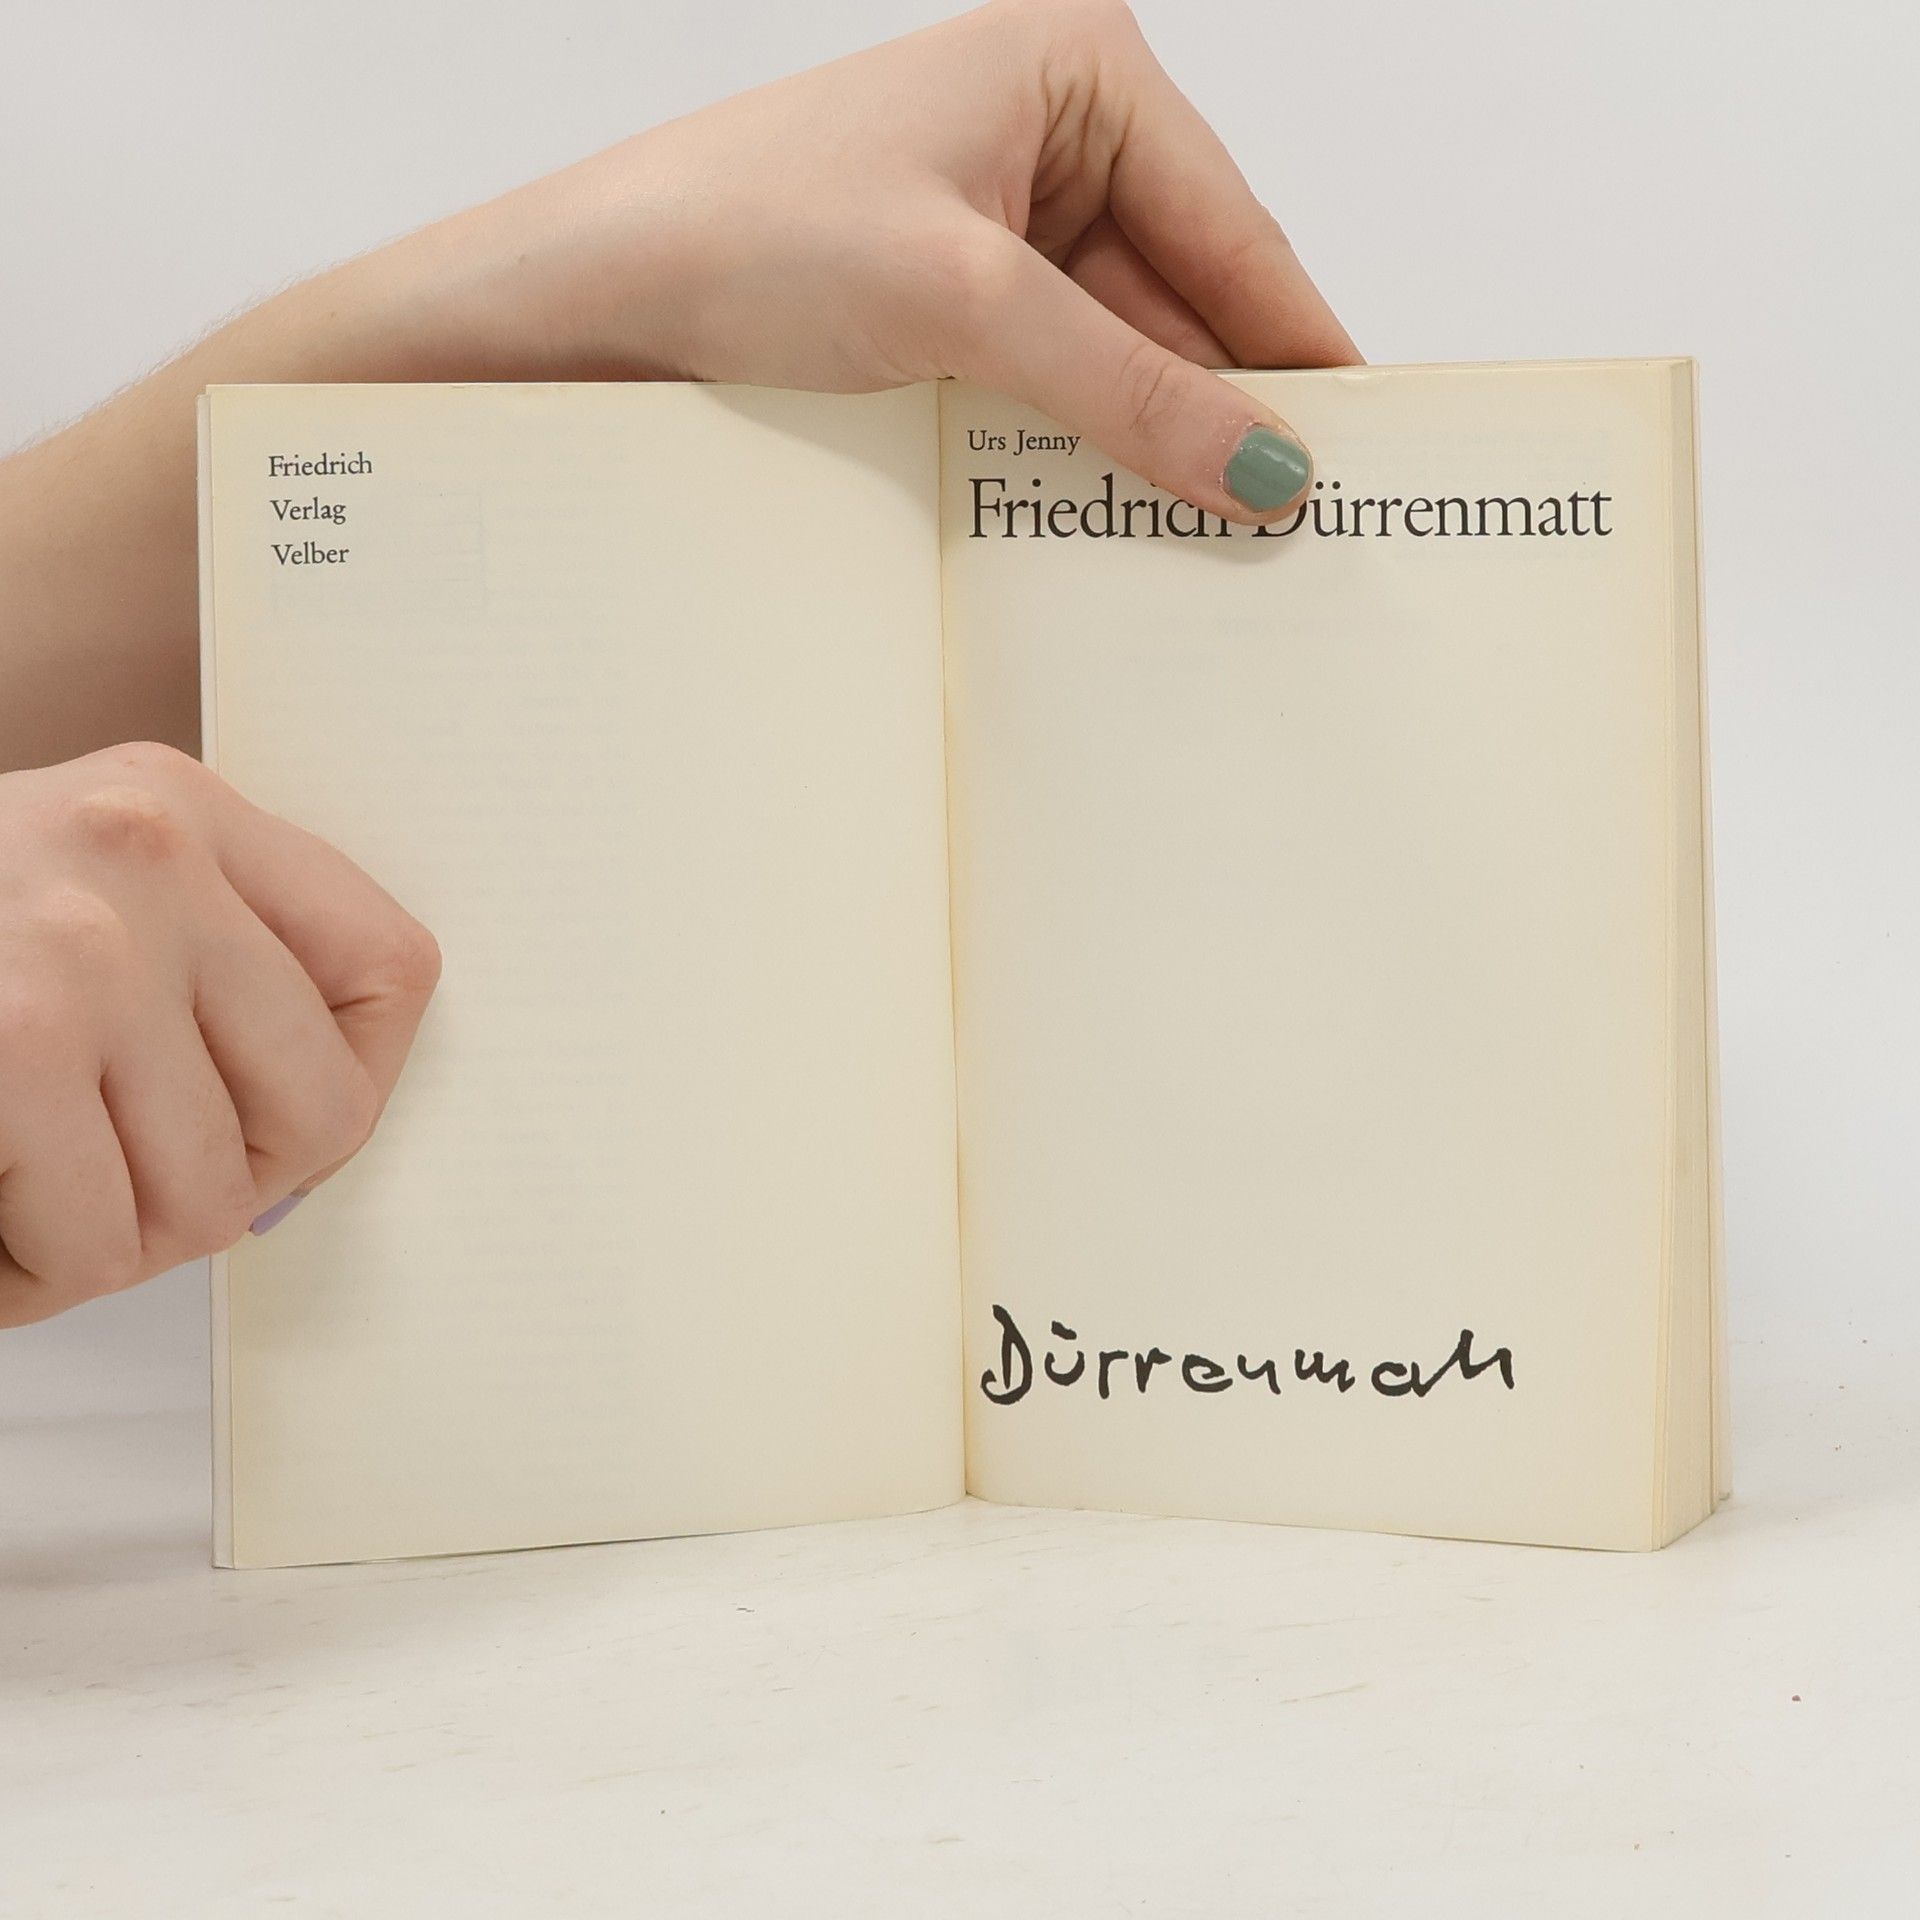 Friedrich
Verlag
Velber
Urs Jenny
Friedrich Dürrenmatt
Dürrenmatt